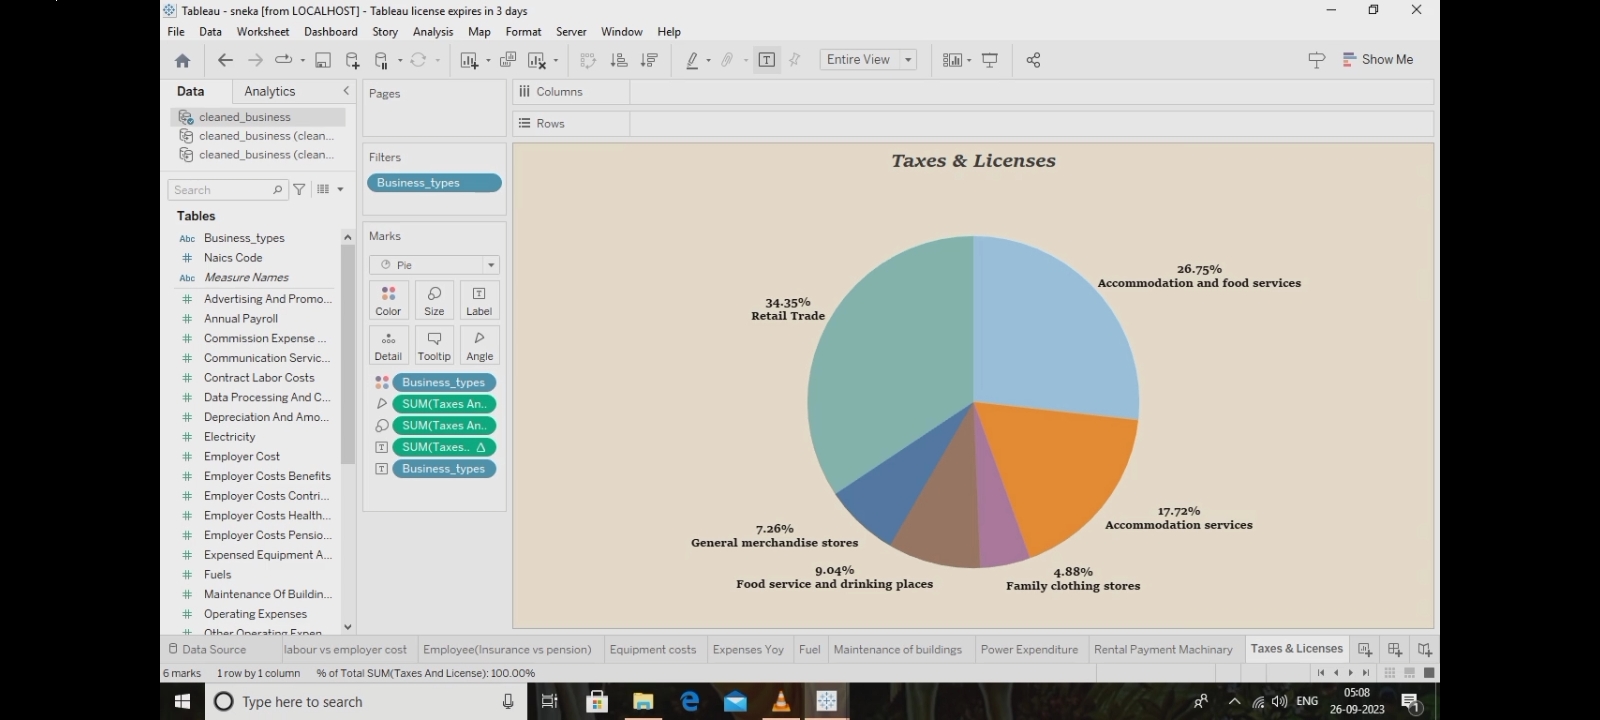 Tableau - sneka [from LOCALHOST] - Tableau license expires in 3 days
File Data Worksheet Dashboard Story Analysis Map Format Server Window Help
Entire View
Show Me
Data Analytics
cleaned_business
cleaned_business (clean...
cleaned_business (clean...
Search
Tables
Abc Business_types
# Naics Code
Abc Measure Names
# Advertising And Promo...
# Annual Payroll
# Commission Expense ...
# Communication Servic...
# Contract Labor Costs
# Data Processing And C...
# Depreciation And Amo...
# Electricity
# Employer Cost
# Employer Costs Benefits
# Employer Costs Contri...
# Employer Costs Health...
# Employer Costs Pensio...
# Expensed Equipment A...
# Fuels
# Maintenance Of Buildin...
# Operating Expenses
# Other Operating Expen
Pages
Filters
Business_types
Marks
Pie
Color Size Label
Detail Tooltip Angle
Business_types
SUM(Taxes An..
SUM(Taxes An..
SUM(Taxes.. Δ
Business_types
Columns
Rows
Taxes & Licenses
26.75%
Accommodation and food services
34.35%
Retail Trade
17.72%
Accommodation services
7.26%
General merchandise stores
9.04%
Food service and drinking places
4.88%
Family clothing stores
Data Source labour vs employer cost Employee(Insurance vs pension) Equipment costs Expenses Yoy Fuel Maintenance of buildings Power Expenditure Rental Payment Machinary Taxes & Licenses
6 marks 1 row by 1 column % of Total SUM(Taxes And License): 100.00%
Type here to search
ENG
05:08
26-09-2023
1